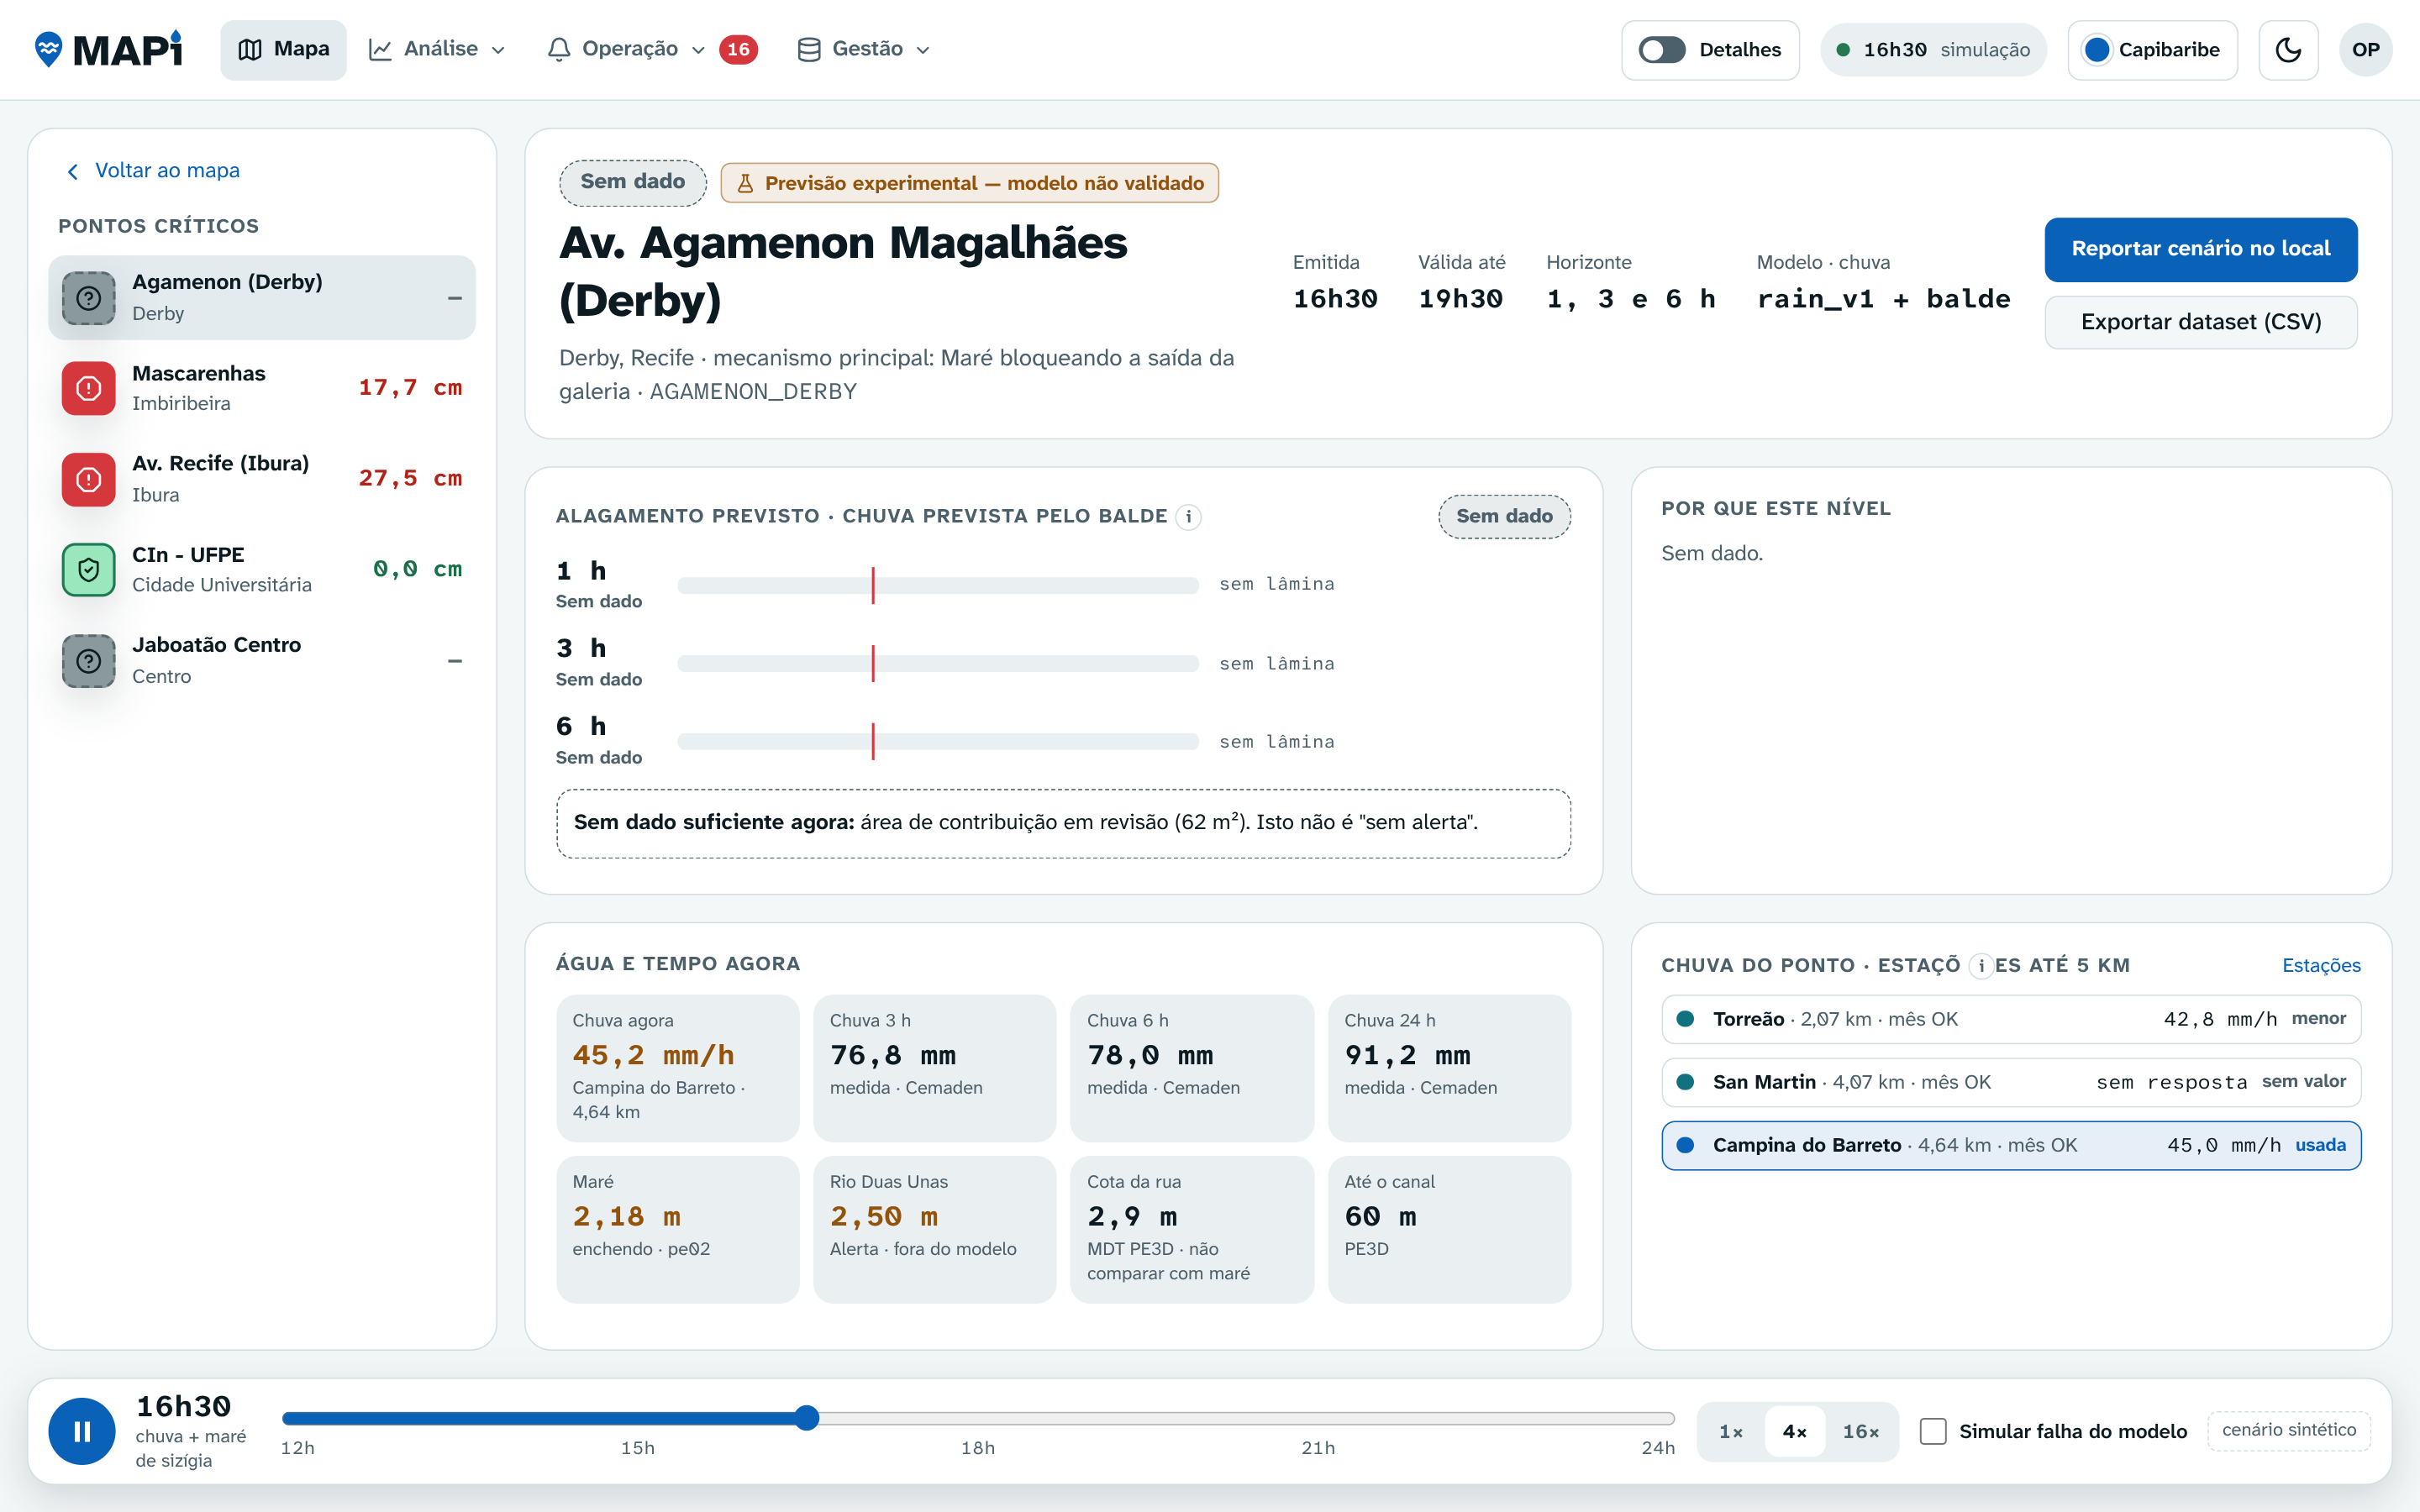 MAPi
Mapa
Análise
Operação
16
Gestão
Detalhes
16h30 simulação
Capibaribe
OP
Voltar ao mapa
PONTOS CRÍTICOS
Agamenon (Derby)
Derby
–
Mascarenhas
Imbiribeira
17,7 cm
Av. Recife (Ibura)
Ibura
27,5 cm
CIn - UFPE
Cidade Universitária
0,0 cm
Jaboatão Centro
Centro
–
Sem dado
Previsão experimental — modelo não validado
Av. Agamenon Magalhães
(Derby)
Derby, Recife · mecanismo principal: Maré bloqueando a saída da
galeria · AGAMENON_DERBY
Emitida
16h30
Válida até
19h30
Horizonte
1, 3 e 6 h
Modelo · chuva
rain_v1 + balde
Reportar cenário no local
Exportar dataset (CSV)
ALAGAMENTO PREVISTO · CHUVA PREVISTA PELO BALDE i
Sem dado
1 h
Sem dado
sem lâmina
3 h
Sem dado
sem lâmina
6 h
Sem dado
sem lâmina
Sem dado suficiente agora: área de contribuição em revisão (62 m²). Isto não é "sem alerta".
POR QUE ESTE NÍVEL
Sem dado.
ÁGUA E TEMPO AGORA
Chuva agora
45,2 mm/h
Campina do Barreto ·
4,64 km
Chuva 3 h
76,8 mm
medida · Cemaden
Chuva 6 h
78,0 mm
medida · Cemaden
Chuva 24 h
91,2 mm
medida · Cemaden
Maré
2,18 m
enchendo · pe02
Rio Duas Unas
2,50 m
Alerta · fora do modelo
Cota da rua
2,9 m
MDT PE3D · não
comparar com maré
Até o canal
60 m
PE3D
CHUVA DO PONTO · ESTAÇÕ i ES ATÉ 5 KM
Estações
Torreão · 2,07 km · mês OK 42,8 mm/h menor
San Martin · 4,07 km · mês OK sem resposta sem valor
Campina do Barreto · 4,64 km · mês OK 45,0 mm/h usada
16h30
chuva + maré
de sizígia
12h 15h 18h 21h 24h
1× 4× 16×
Simular falha do modelo
cenário sintético